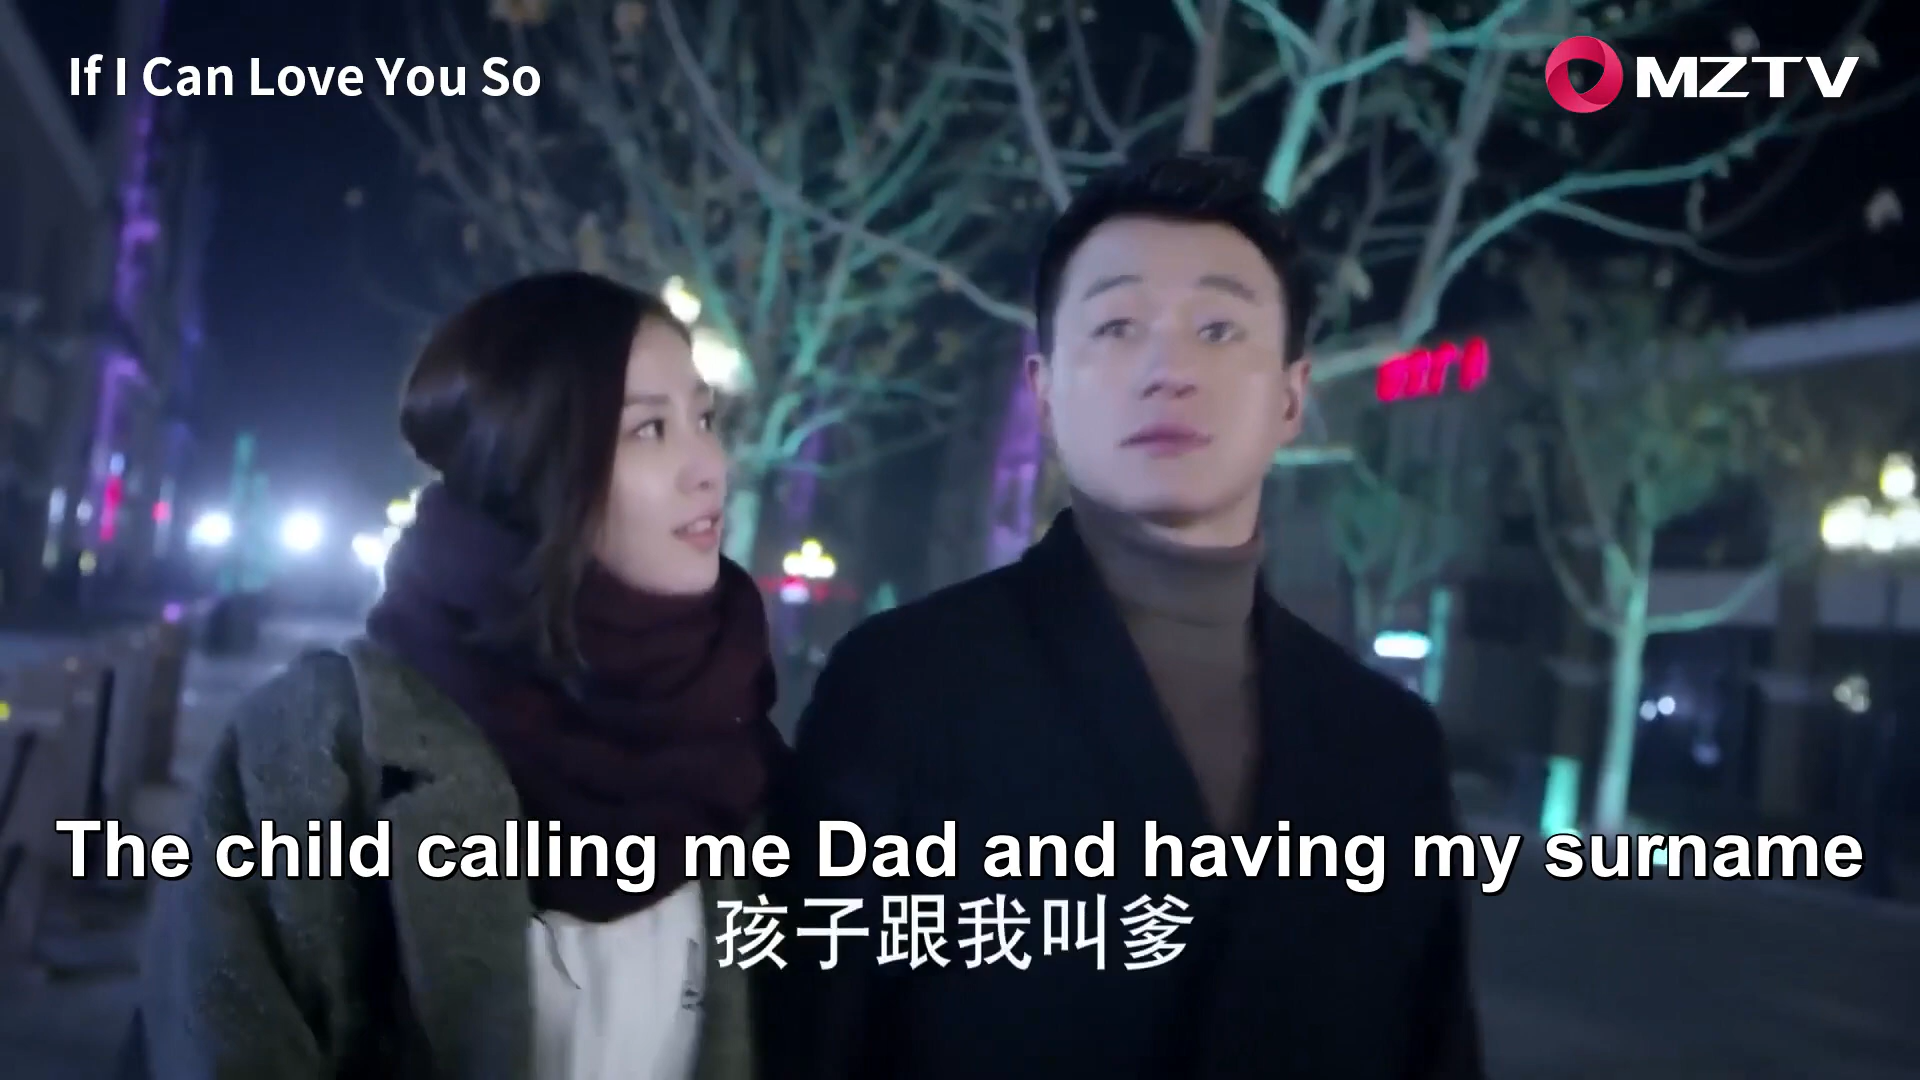 If I Can Love You So
MZTV
The child calling me Dad and having my surname
孩子跟我叫爹